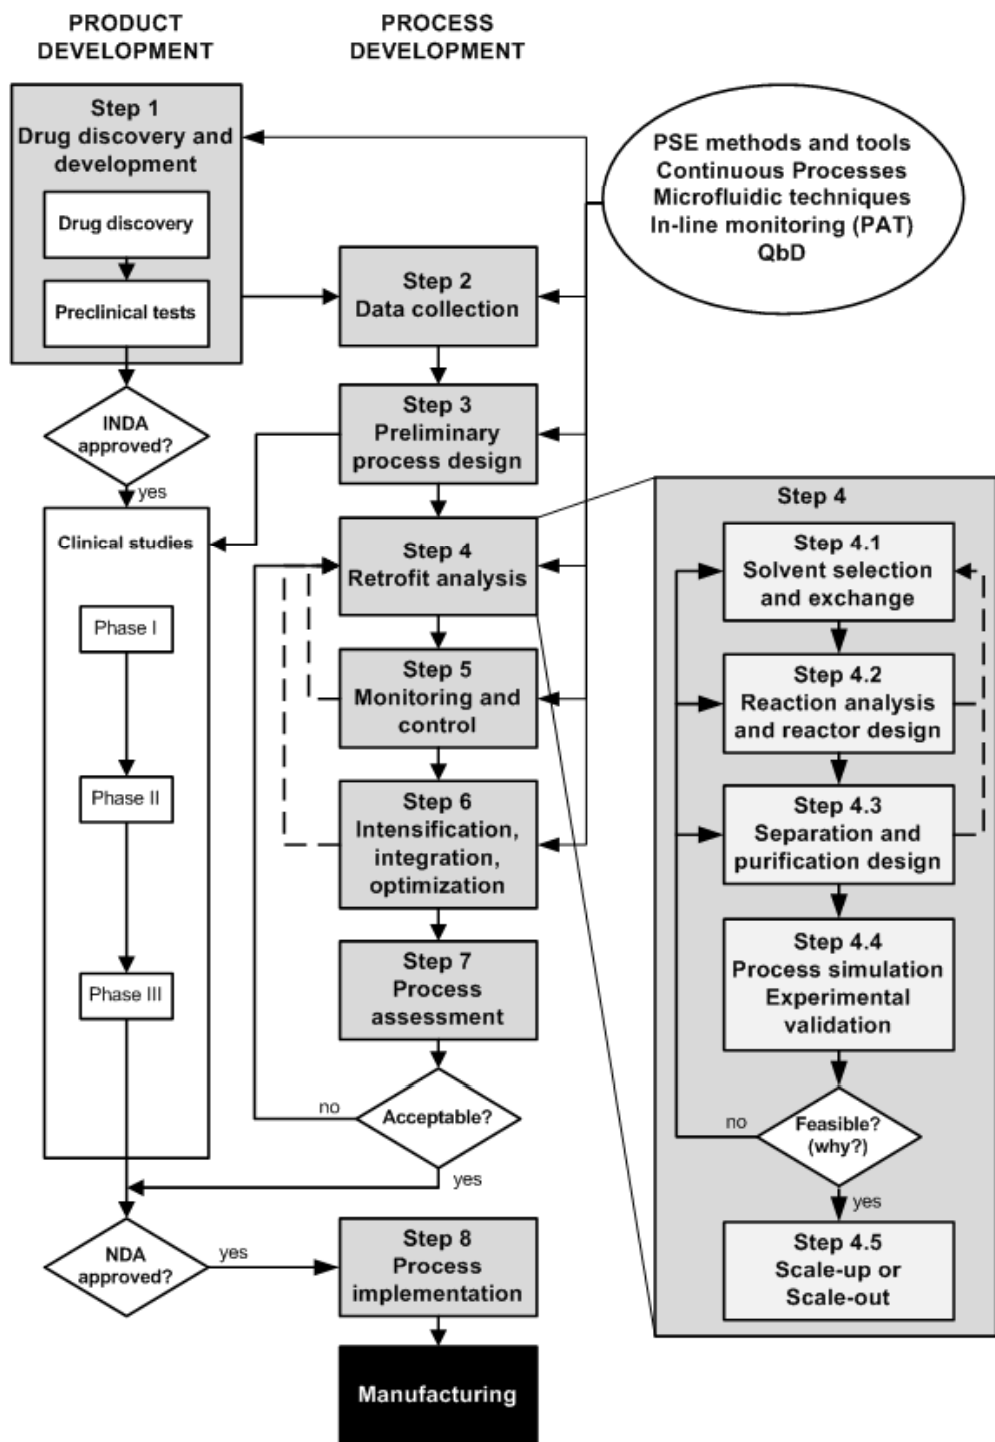 PRODUCT
DEVELOPMENT
PROCESS
DEVELOPMENT
Step 1
Drug discovery and
development
Drug discovery
Preclinical tests
INDA
approved?
yes
Clinical studies
Phase I
Phase II
Phase III
NDA
approved?
yes
PSE methods and tools
Continuous Processes
Microfluidic techniques
In-line monitoring (PAT)
QbD
Step 2
Data collection
Step 3
Preliminary
process design
Step 4
Retrofit analysis
Step 5
Monitoring and
control
Step 6
Intensification,
integration,
optimization
Step 7
Process
assessment
Acceptable?
no
yes
Step 8
Process
implementation
Manufacturing
Step 4
Step 4.1
Solvent selection
and exchange
Step 4.2
Reaction analysis
and reactor design
Step 4.3
Separation and
purification design
Step 4.4
Process simulation
Experimental
validation
Feasible?
(why?)
no
yes
Step 4.5
Scale-up or
Scale-out